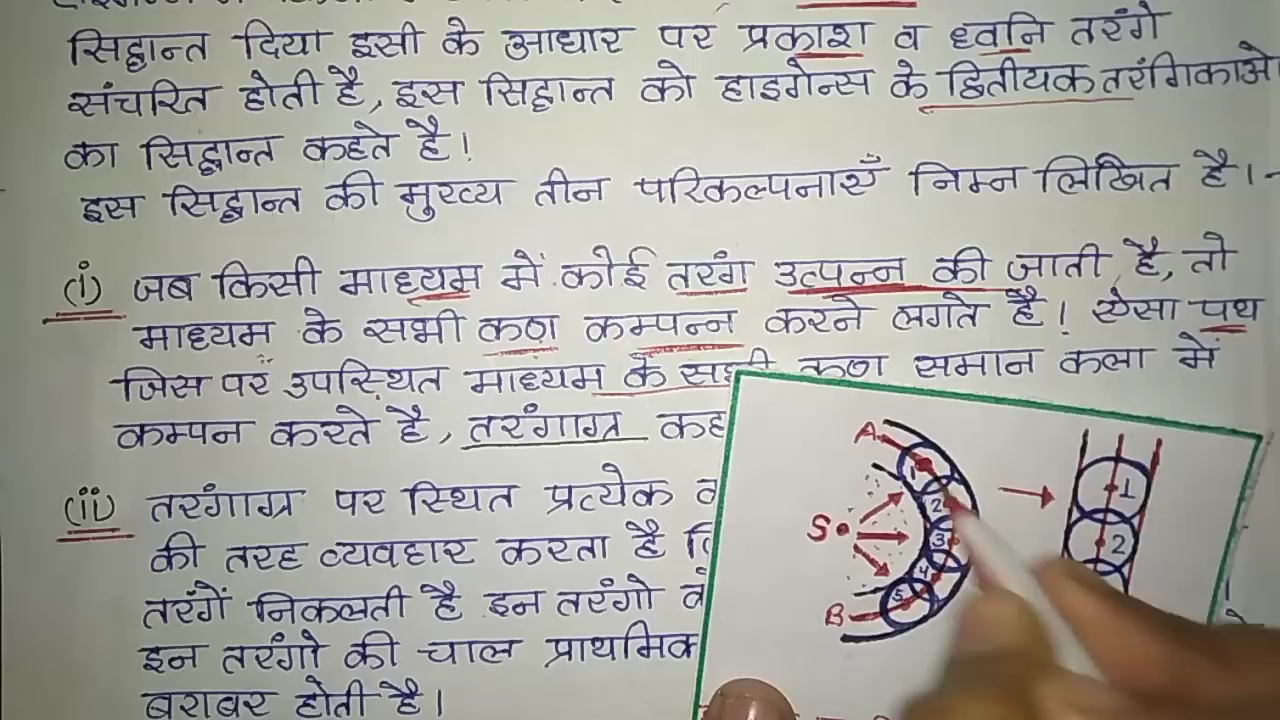 सिद्धान्त दिया इसी के आधार पर प्रकाश व ध्वनि तरंगे
संचरित होती है, इस सिद्धान्त को हाइगेन्स के द्वितीयक तरंगिकाओ
का सिद्धान्त कहते है।
इस सिद्धान्त की मुख्य तीन परिकल्पनाएँ निम्न लिखित है।-
(i) जब किसी माध्यम में कोई तरंग उत्पन्न की जाती है, तो
माध्यम के सभी कण कम्पन्न करने लगते है! ऐसा पथ
जिस पर उपस्थित माध्यम के सभी कण समान कला में
कम्पन करते है, तरंगाग्र कह
(ii) तरंगाग्र पर स्थित प्रत्येक
की तरह व्यवहार करता है
तरंगें निकलती है इन तरंगो
इन तरंगो की चाल प्राथमिक
बराबर होती है।
A
1
2
S
3
4
5
B
1
2